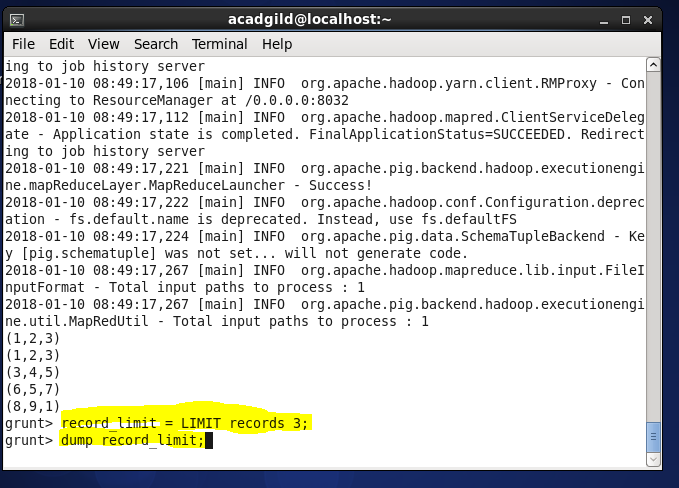 acadgild@localhost:~
File Edit View Search Terminal Help
ing to job history server
2018-01-10 08:49:17,106 [main] INFO  org.apache.hadoop.yarn.client.RMProxy - Con
necting to ResourceManager at /0.0.0.0:8032
2018-01-10 08:49:17,112 [main] INFO  org.apache.hadoop.mapred.ClientServiceDeleg
ate - Application state is completed. FinalApplicationStatus=SUCCEEDED. Redirect
ing to job history server
2018-01-10 08:49:17,221 [main] INFO  org.apache.pig.backend.hadoop.executionengi
ne.mapReduceLayer.MapReduceLauncher - Success!
2018-01-10 08:49:17,222 [main] INFO  org.apache.hadoop.conf.Configuration.deprec
ation - fs.default.name is deprecated. Instead, use fs.defaultFS
2018-01-10 08:49:17,224 [main] INFO  org.apache.pig.data.SchemaTupleBackend - Ke
y [pig.schematuple] was not set... will not generate code.
2018-01-10 08:49:17,267 [main] INFO  org.apache.hadoop.mapreduce.lib.input.FileI
nputFormat - Total input paths to process : 1
2018-01-10 08:49:17,267 [main] INFO  org.apache.pig.backend.hadoop.executionengi
ne.util.MapRedUtil - Total input paths to process : 1
(1,2,3)
(1,2,3)
(3,4,5)
(6,5,7)
(8,9,1)
grunt> record_limit = LIMIT records 3;
grunt> dump record_limit;